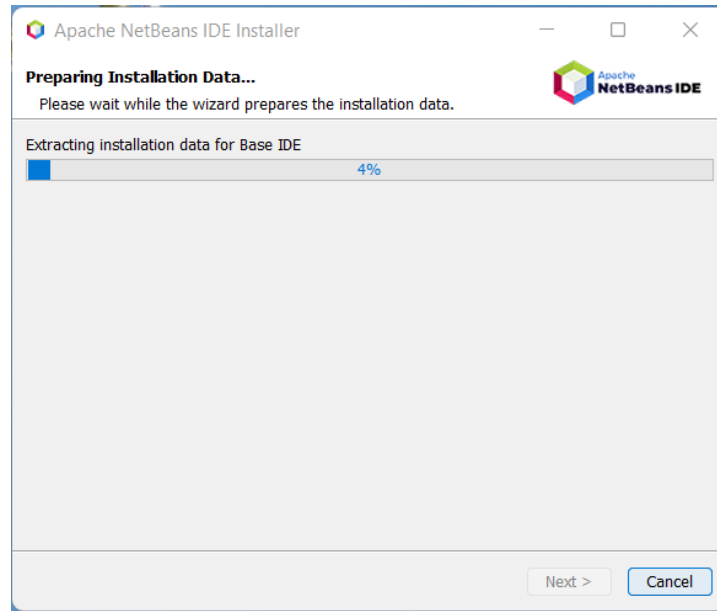 Apache NetBeans IDE Installer
Preparing Installation Data...
Please wait while the wizard prepares the installation data.
Apache
NetBeans IDE
Extracting installation data for Base IDE
4%
Next >
Cancel